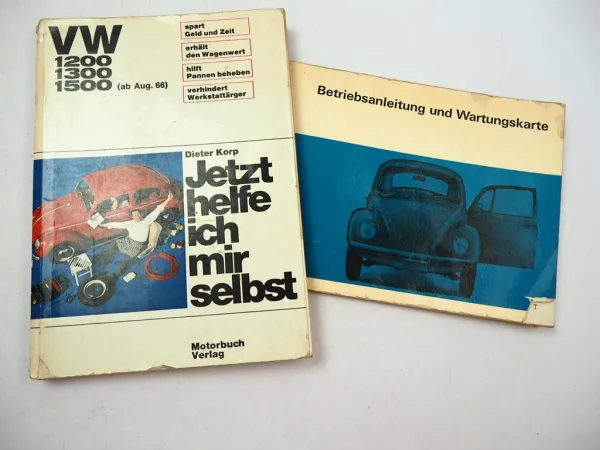 VW
1200
1300
1500 (ab Aug. 66)
spart
Geld und Zeit
erhält
den Wagenwert
hilft
Pannen beheben
verhindert
Werkstattärger
Dieter Korp
Jetzt
helfe
ich
mir
selbst
Motorbuch
Verlag
Betriebsanleitung und Wartungskarte
T